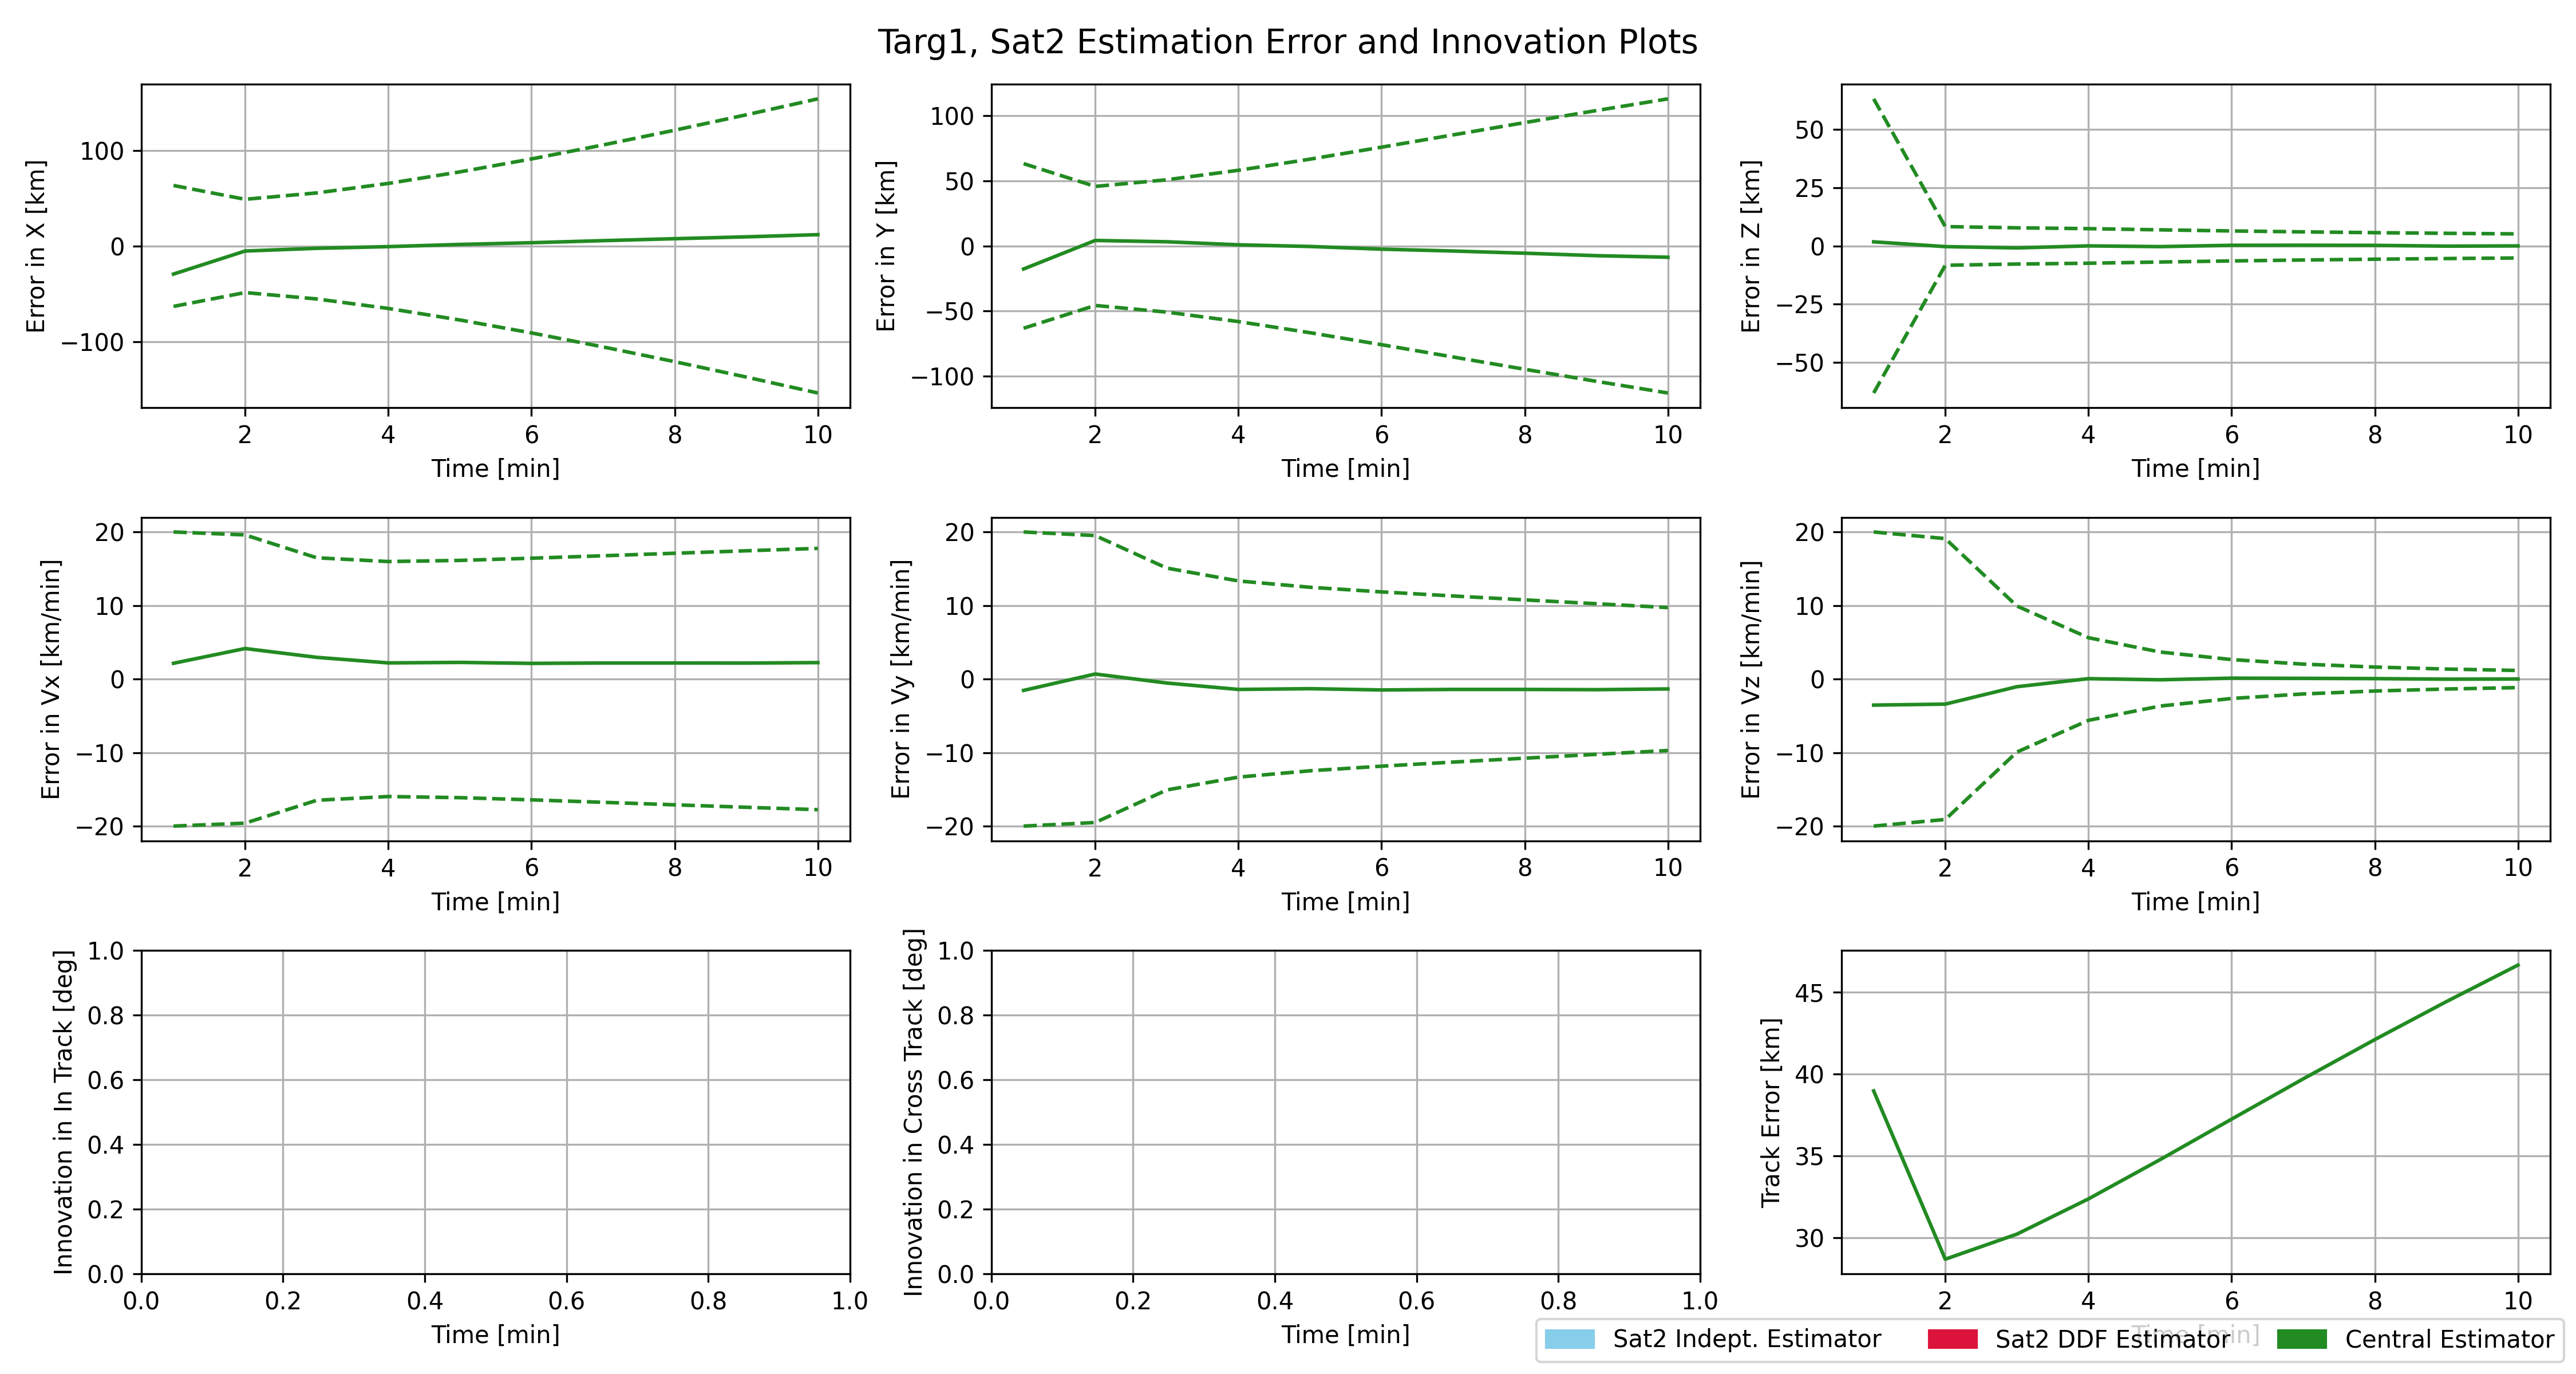 Targ1, Sat2 Estimation Error and Innovation Plots
Error in X [km]
100
0
−100
2 4 6 8 10
Time [min]
Error in Y [km]
100
50
0
−50
−100
2 4 6 8 10
Time [min]
Error in Z [km]
50
25
0
−25
−50
2 4 6 8 10
Time [min]
Error in Vx [km/min]
20
10
0
−10
−20
2 4 6 8 10
Time [min]
Error in Vy [km/min]
20
10
0
−10
−20
2 4 6 8 10
Time [min]
Error in Vz [km/min]
20
10
0
−10
−20
2 4 6 8 10
Time [min]
Innovation in In Track [deg]
1.0
0.8
0.6
0.4
0.2
0.0
0.0 0.2 0.4 0.6 0.8 1.0
Time [min]
Innovation in Cross Track [deg]
1.0
0.8
0.6
0.4
0.2
0.0
0.0 0.2 0.4 0.6 0.8 1.0
Time [min]
Track Error [km]
45
40
35
30
2 4 6 8 10
Time [min]
Sat2 Indept. Estimator
Sat2 DDF Estimator
Central Estimator